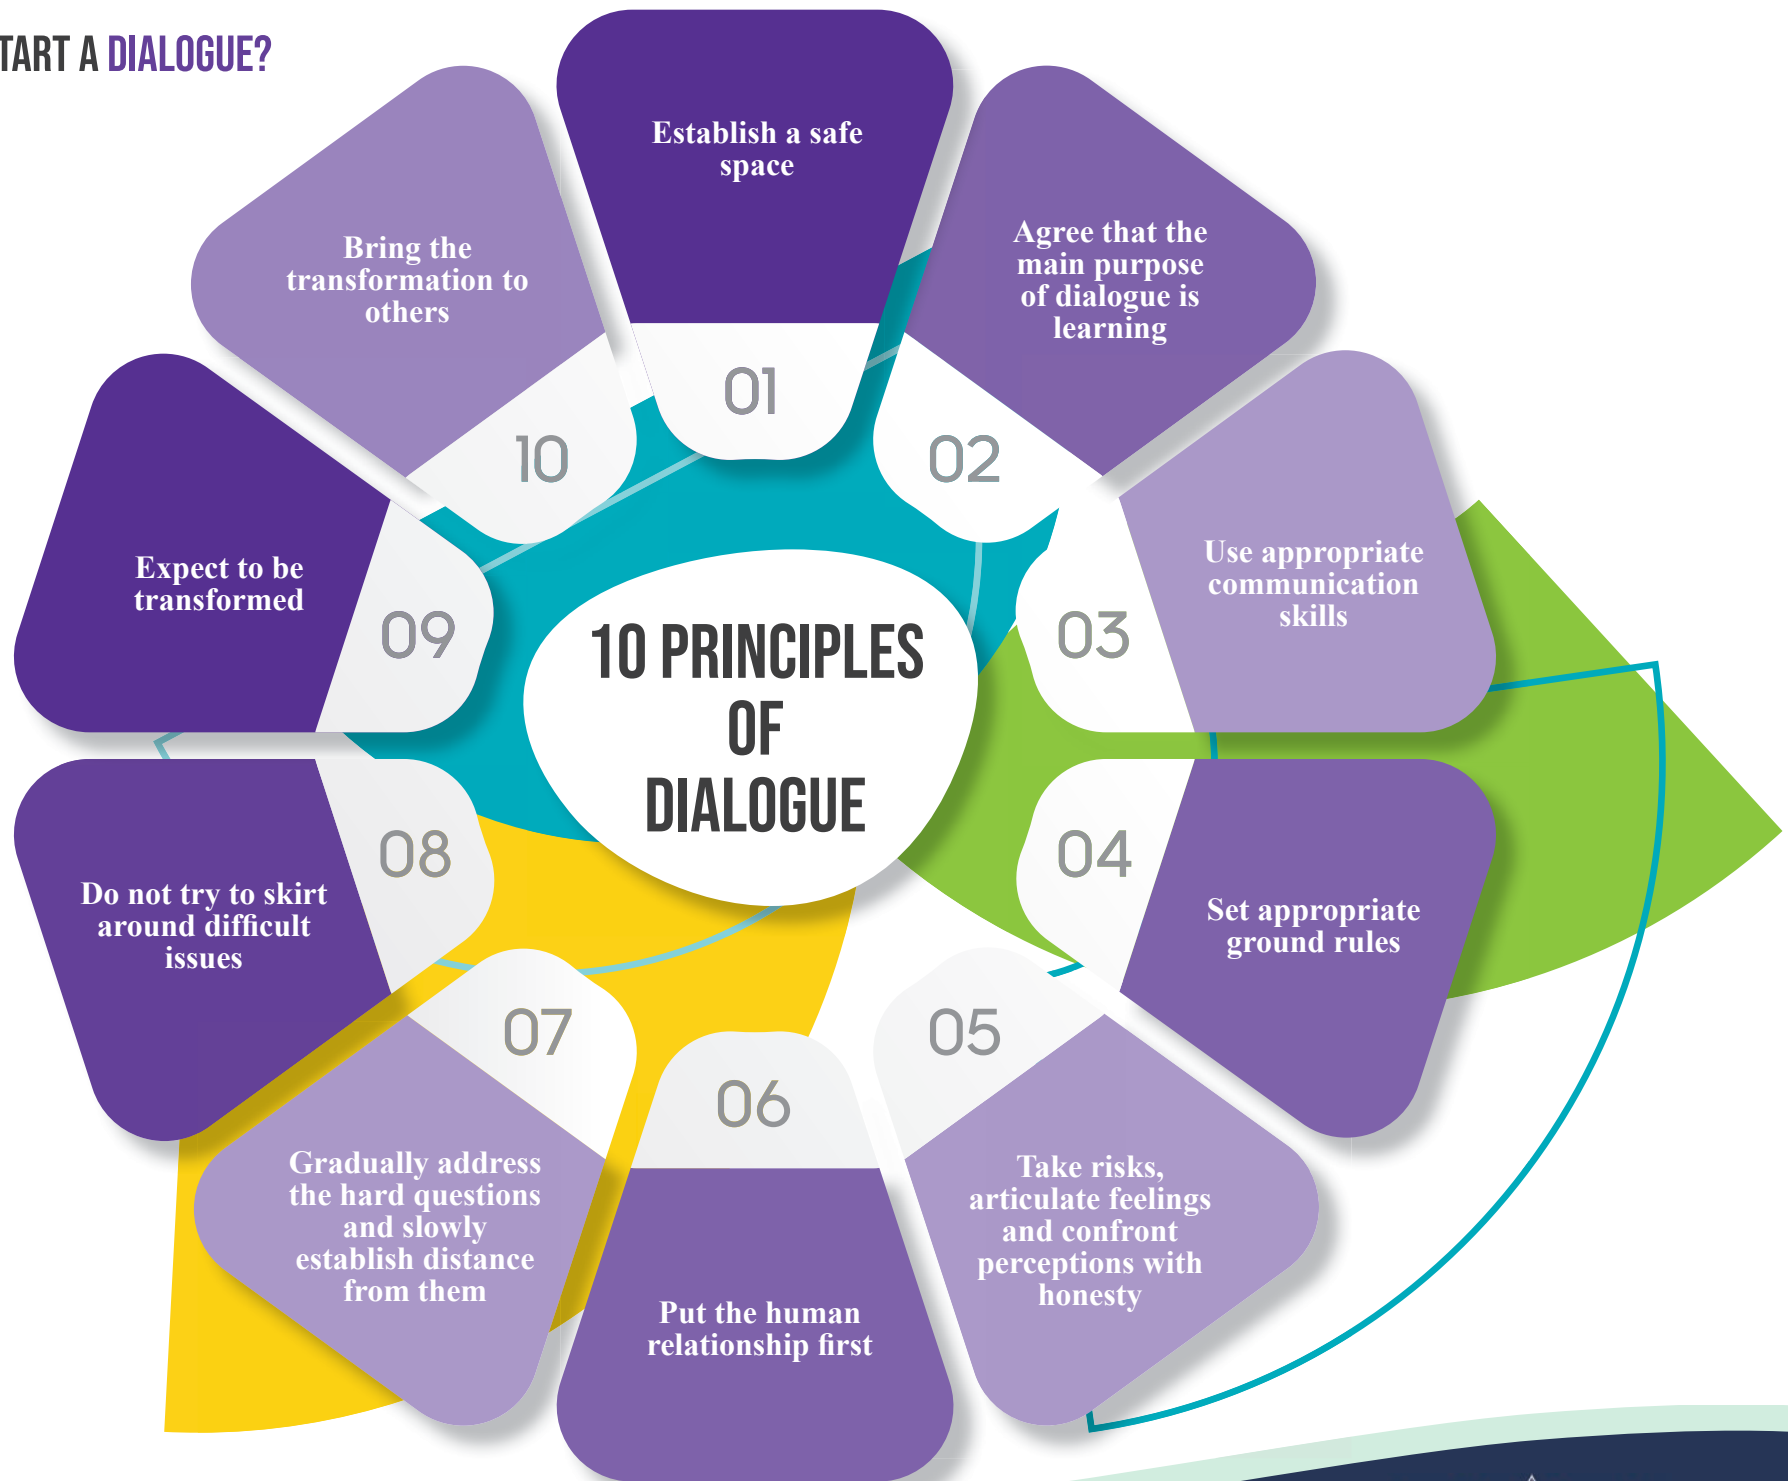 TART A DIALOGUE?
Establish a safe
space
01
Agree that the
main purpose
of dialogue is
learning
02
Use appropriate
communication
skills
03
Set appropriate
ground rules
04
Take risks,
articulate feelings
and confront
perceptions with
honesty
05
Put the human
relationship first
06
Gradually address
the hard questions
and slowly
establish distance
from them
07
Do not try to skirt
around difficult
issues
08
Expect to be
transformed
09
Bring the
transformation to
others
10
10 PRINCIPLES
OF
DIALOGUE